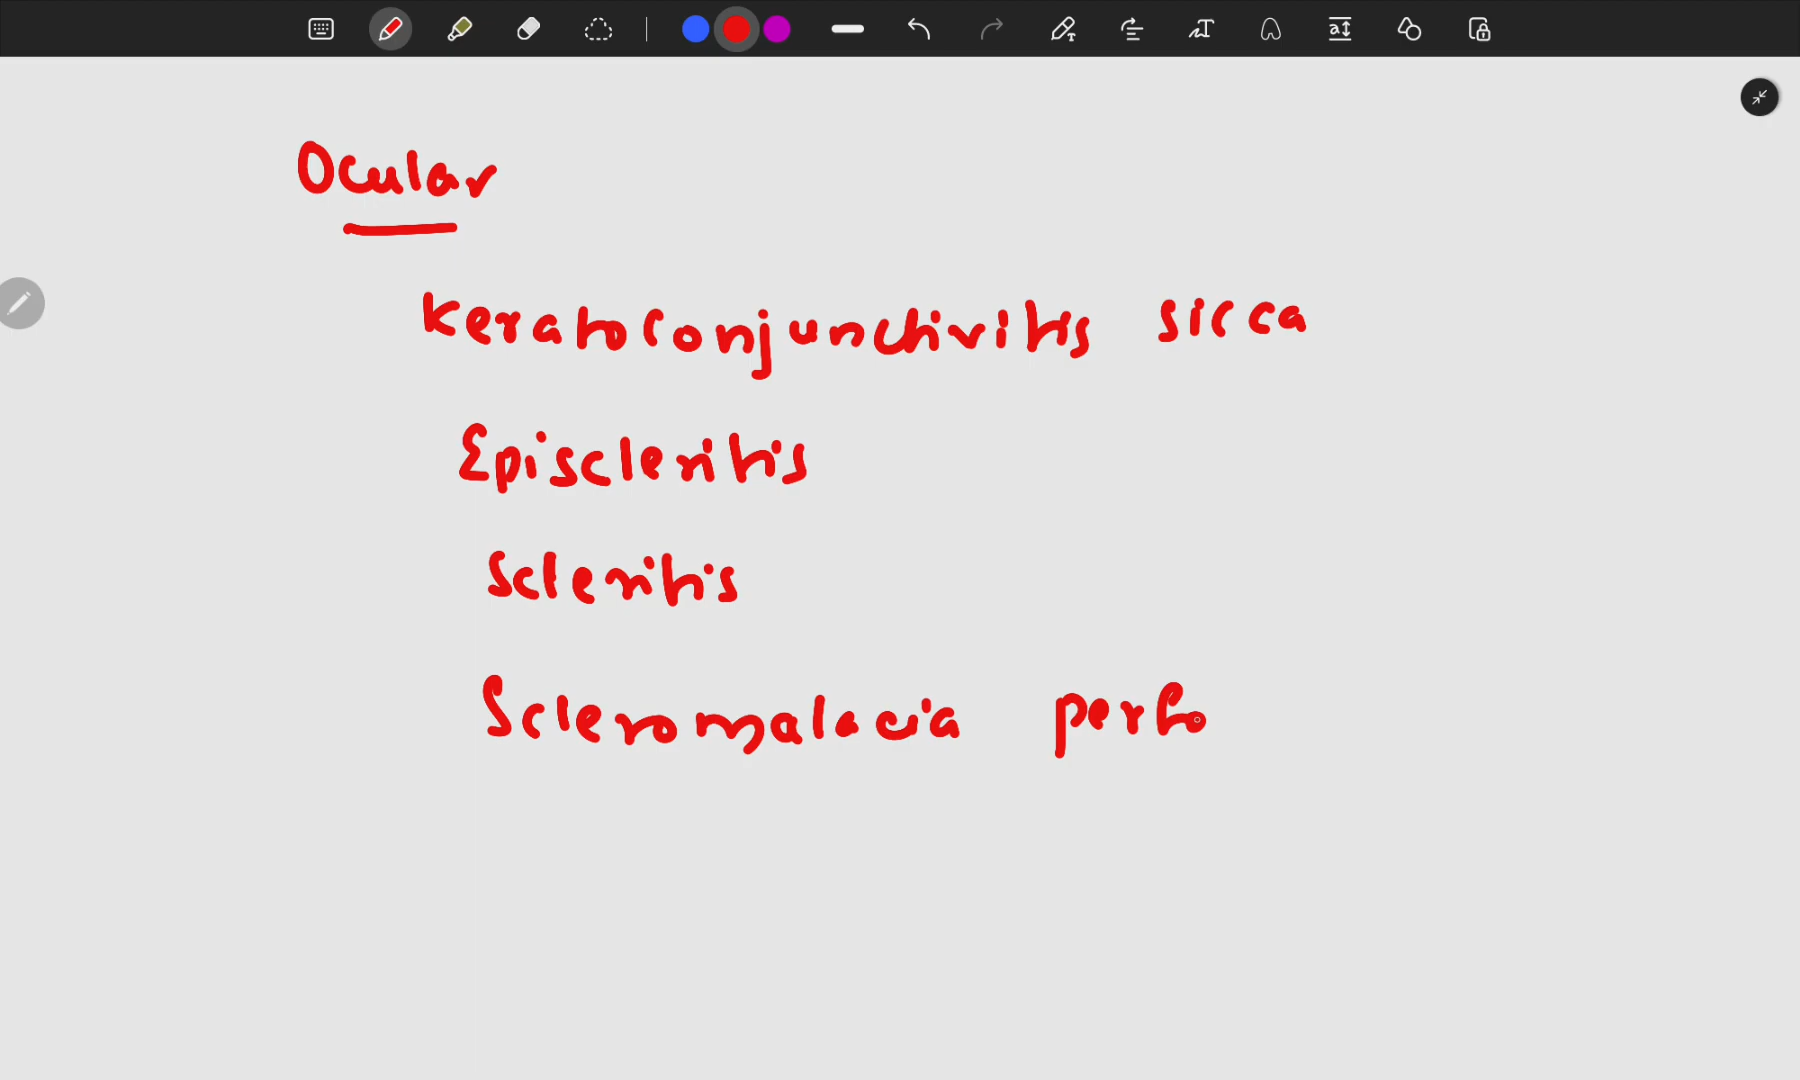 Ocular
Keratoconjunctivitis sicca
Episcleritis
Scleritis
Scleromalacia perfo